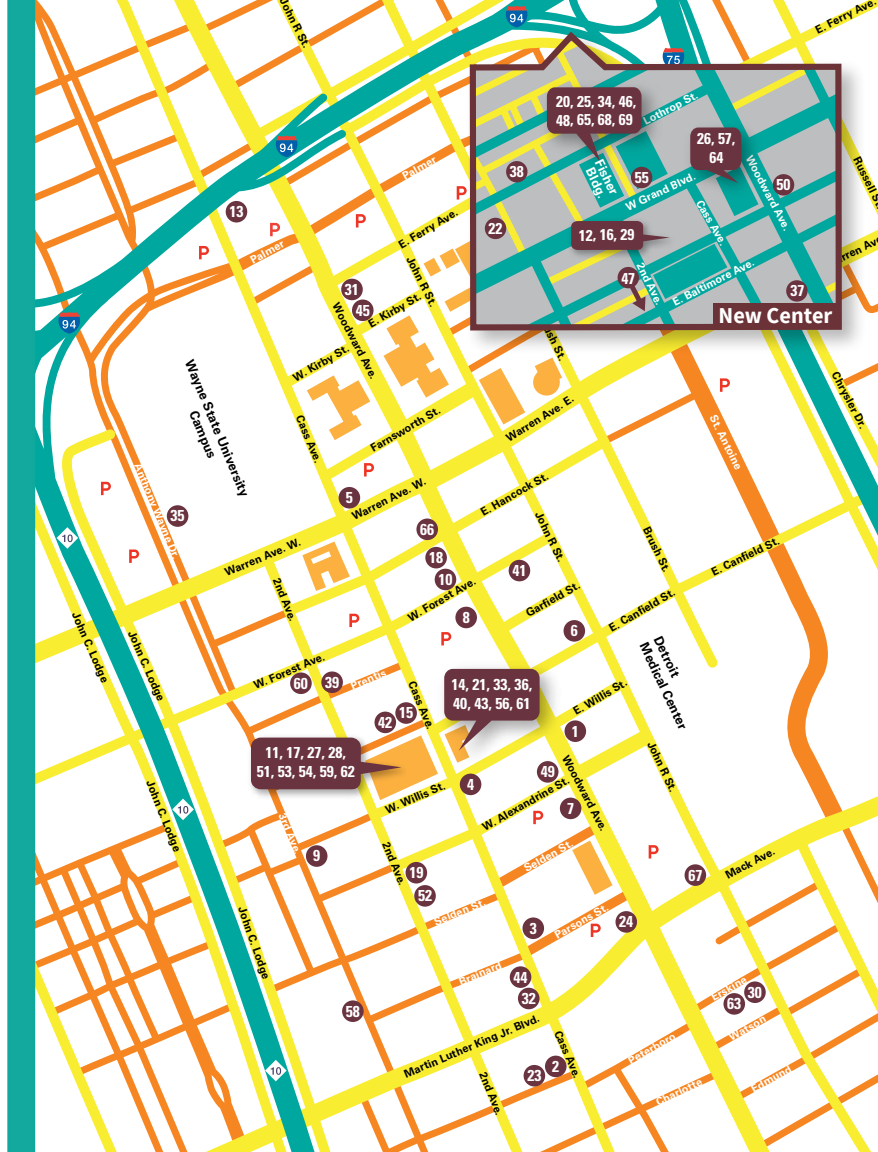 94
John R St.
E. Ferry Ave.
75
94
20, 25, 34, 46,
48, 65, 68, 69
Lothrop St.
26, 57,
64
38
Fisher
Bldg.
55
W Grand Blvd.
Woodward Ave.
50
Cass Ave.
22
12, 16, 29
2nd Ave.
47
E. Baltimore Ave.
37
New Center
Russell St.
Palmer
P
13
P
P
P
Palmer
E. Ferry Ave.
John R St.
31
45
E. Kirby St.
Woodward Ave.
94
W. Kirby St.
Wayne State University
Campus
Cass Ave.
Farnsworth St.
Warren Ave. E.
P
St. Antoine
Chrysler Dr.
P
5
Warren Ave. W.
E. Hancock St.
P
Anthony Wayne Dr.
35
10
P
Warren Ave. W.
66
18
10
41
John R St.
Brush St.
E. Canfield St.
2nd Ave.
W. Forest Ave.
Garfield St.
E. Canfield St.
P
8
P
6
John C. Lodge
John C. Lodge
Detroit
Medical Center
W. Forest Ave.
60
39
Prentis
Cass Ave.
14, 21, 33, 36,
40, 43, 56, 61
E. Willis St.
42
15
1
11, 17, 27, 28,
51, 53, 54, 59, 62
W. Willis St.
4
49
Woodward Ave.
John R St.
10
John C. Lodge
W. Alexandrine St.
7
P
3rd Ave.
9
2nd Ave.
19
52
Selden St.
Selden St.
P
67
Mack Ave.
John C. Lodge
3
Parsons St.
P
24
Brainard
44
32
58
Erskine
63
30
Watson
Martin Luther King Jr. Blvd.
Peterboro
10
2nd Ave.
23
2
Cass Ave.
Charlotte
Edmund